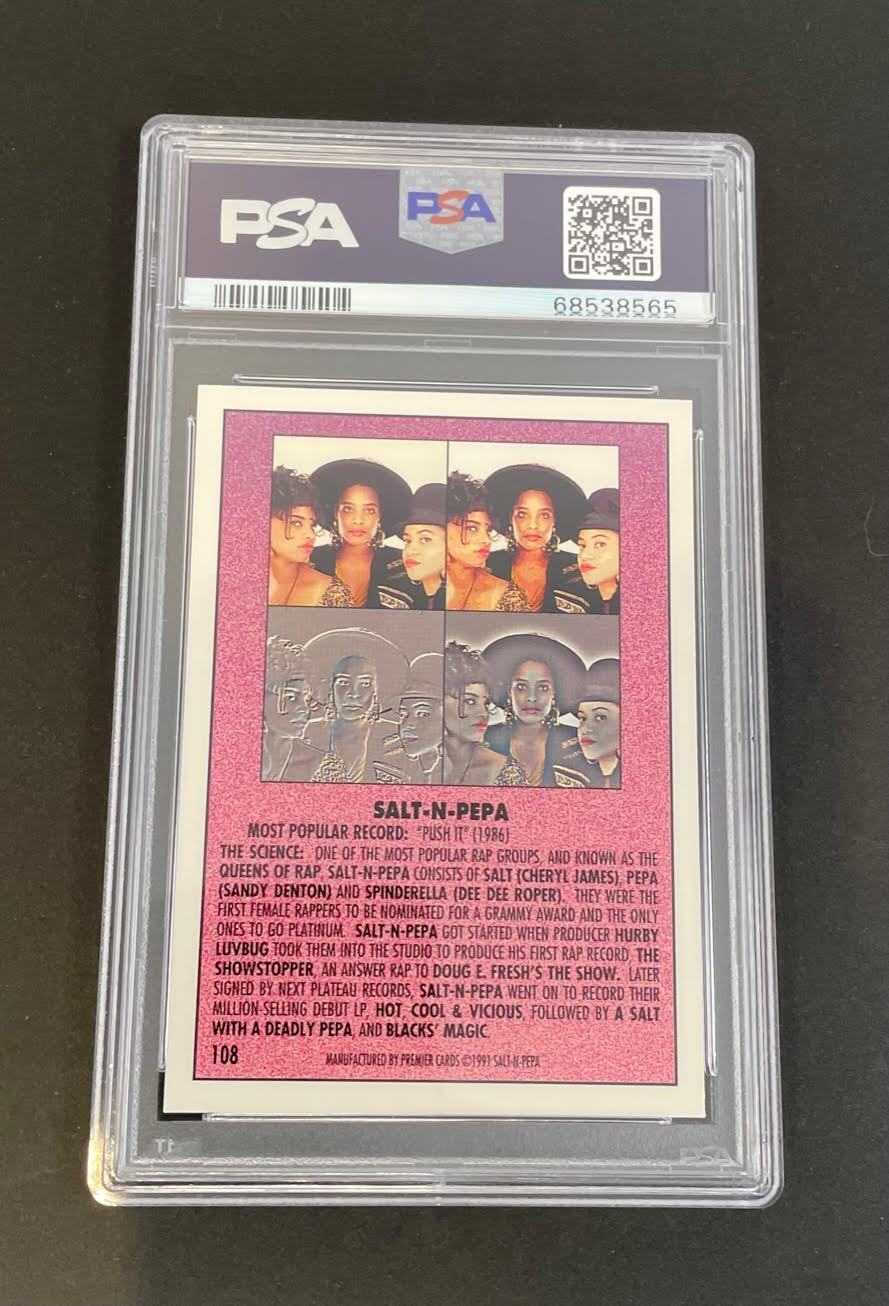 PSA
PSA
68538565
SALT-N-PEPA
MOST POPULAR RECORD: "PUSH IT" (1986)
THE SCIENCE: ONE OF THE MOST POPULAR RAP GROUPS, AND KNOWN AS THE
QUEENS OF RAP, SALT-N-PEPA CONSISTS OF SALT (CHERYL JAMES), PEPA
(SANDY DENTON) AND SPINDERELLA (DEE DEE ROPER). THEY WERE THE
FIRST FEMALE RAPPERS TO BE NOMINATED FOR A GRAMMY AWARD AND THE ONLY
ONES TO GO PLATINUM. SALT-N-PEPA GOT STARTED WHEN PRODUCER HURBY
LUVBUG TOOK THEM INTO THE STUDIO TO PRODUCE HIS FIRST RAP RECORD, THE
SHOWSTOPPER, AN ANSWER RAP TO DOUG E. FRESH'S THE SHOW. LATER
SIGNED BY NEXT PLATEAU RECORDS, SALT-N-PEPA WENT ON TO RECORD THEIR
MILLION-SELLING DEBUT LP, HOT, COOL & VICIOUS, FOLLOWED BY A SALT
WITH A DEADLY PEPA, AND BLACKS' MAGIC.
108 MANUFACTURED BY PREMIER CARDS ©1991 SALT-N-PEPA
PSA